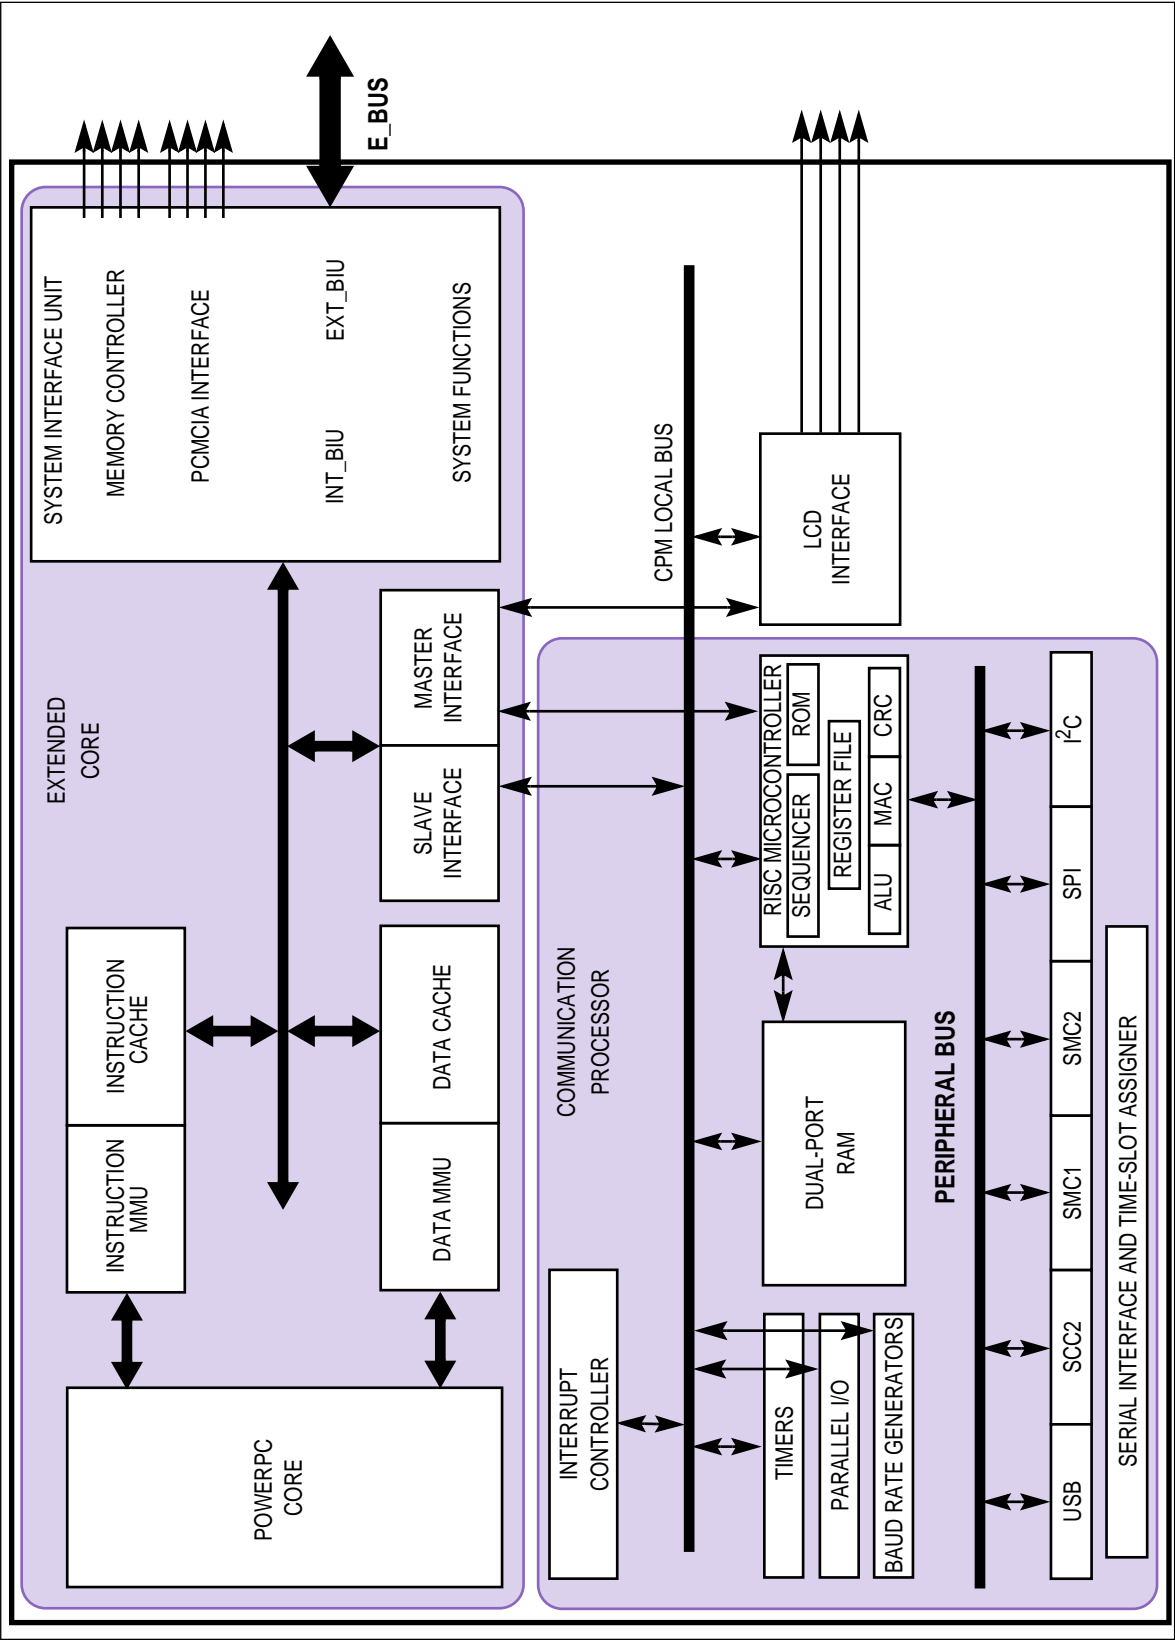 EXTENDED
CORE
POWERPC
CORE
INSTRUCTION
MMU
INSTRUCTION
CACHE
DATA MMU
DATA CACHE
SLAVE
INTERFACE
MASTER
INTERFACE
SYSTEM INTERFACE UNIT
MEMORY CONTROLLER
PCMCIA INTERFACE
INT_BIU
EXT_BIU
SYSTEM FUNCTIONS
E_BUS
COMMUNICATION
PROCESSOR
INTERRUPT
CONTROLLER
CPM LOCAL BUS
TIMERS
PARALLEL I/O
BAUD RATE GENERATORS
DUAL-PORT
RAM
RISC MICROCONTROLLER
SEQUENCER
ROM
REGISTER FILE
ALU
MAC
CRC
LCD
INTERFACE
PERIPHERAL BUS
USB
SCC2
SMC1
SMC2
SPI
I²C
SERIAL INTERFACE AND TIME-SLOT ASSIGNER